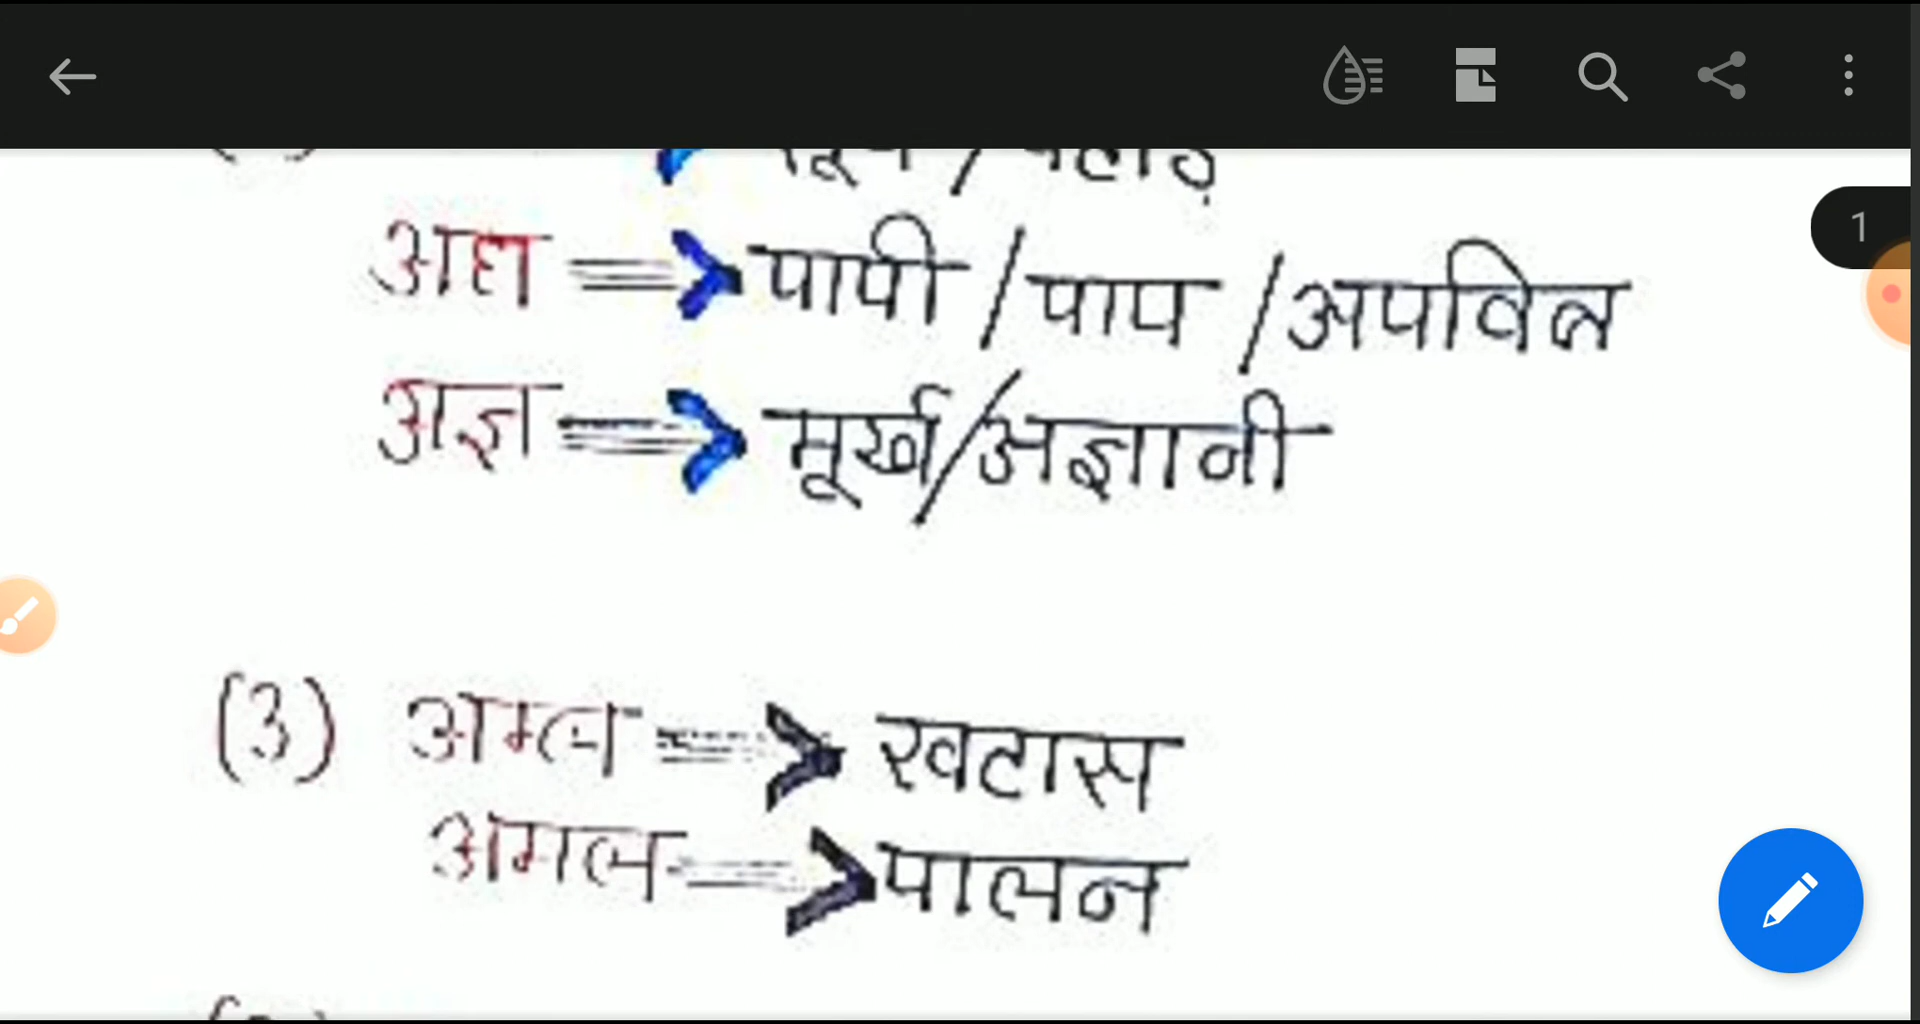 1
अघ ⇒ पापी / पाप / अपवित्र
अज्ञ ⇒ मूर्ख/अज्ञानी
(3) अम्ल ⇒ खटास
अमल ⇒ पालन